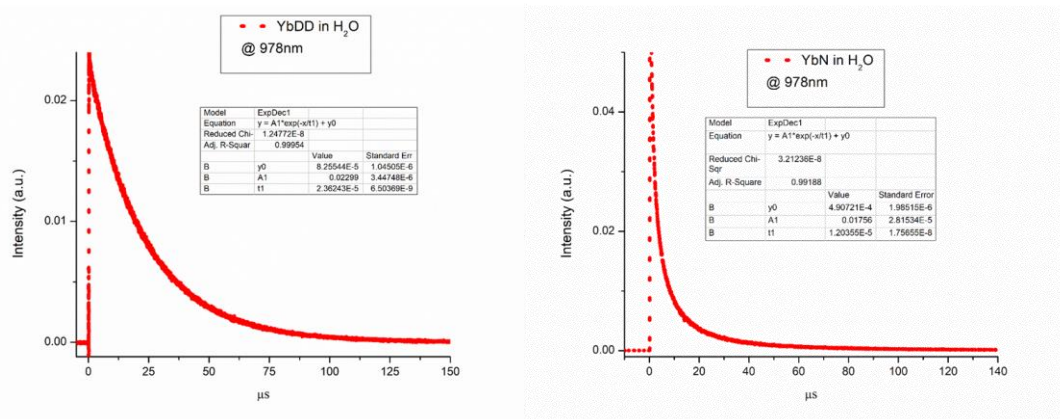 YbDD in H2O
@ 978nm
0.02
0.01
0.00
Intensity (a.u.)
Model ExpDec1
Equation y = A1*exp(-x/t1) + y0
Reduced Chi- 1.24772E-8
Adj. R-Squar 0.99954
Value Standard Err
B y0 8.25544E-5 1.04505E-6
B A1 0.02299 3.44748E-6
B t1 2.36243E-5 6.50369E-9
0 25 50 75 100 125 150
μs
YbN in H2O
@ 978nm
0.04
0.02
0.00
Intensity (a.u.)
Model ExpDec1
Equation y = A1*exp(-x/t1) + y0
Reduced Chi-
Sqr 3.21236E-8
Adj. R-Square 0.99188
Value Standard Error
B y0 4.90721E-4 1.98515E-6
B A1 0.01756 2.81534E-5
B t1 1.20355E-5 1.75655E-8
0 20 40 60 80 100 120 140
μs